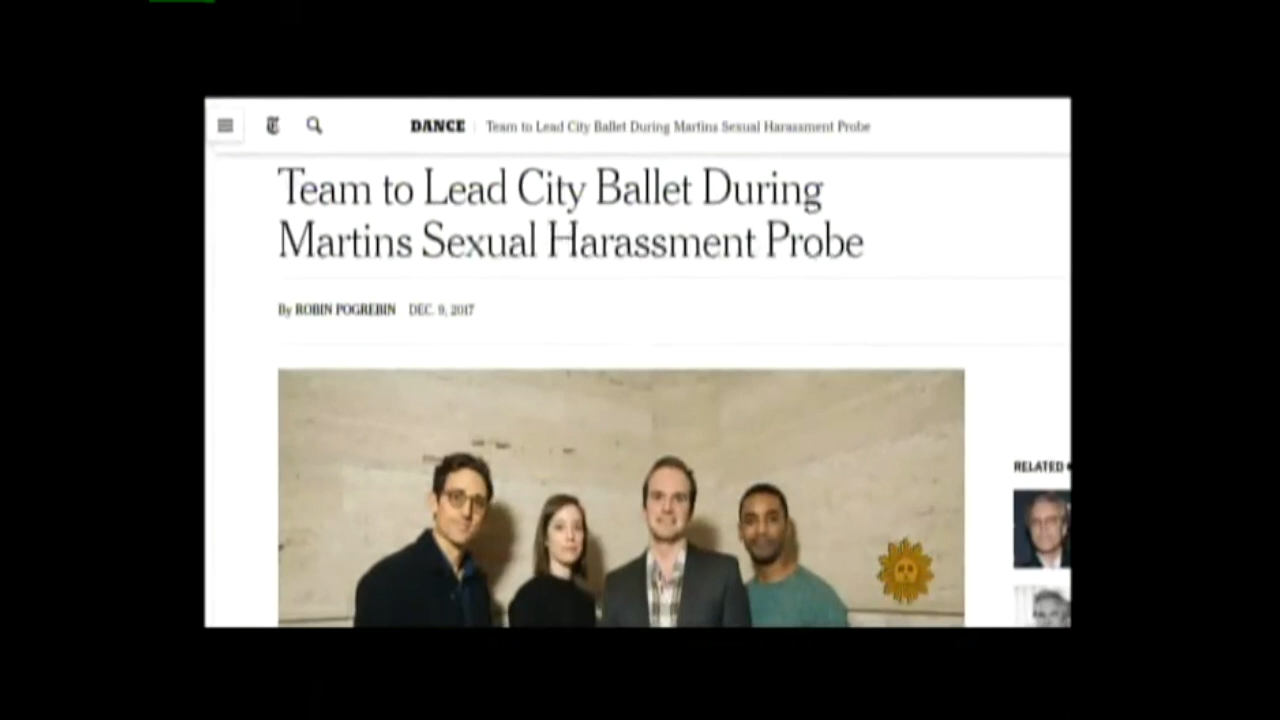 DANCE Team to Lead City Ballet During Martins Sexual Harassment Probe
Team to Lead City Ballet During
Martins Sexual Harassment Probe
By ROBIN POGREBIN DEC. 9, 2017
RELATED